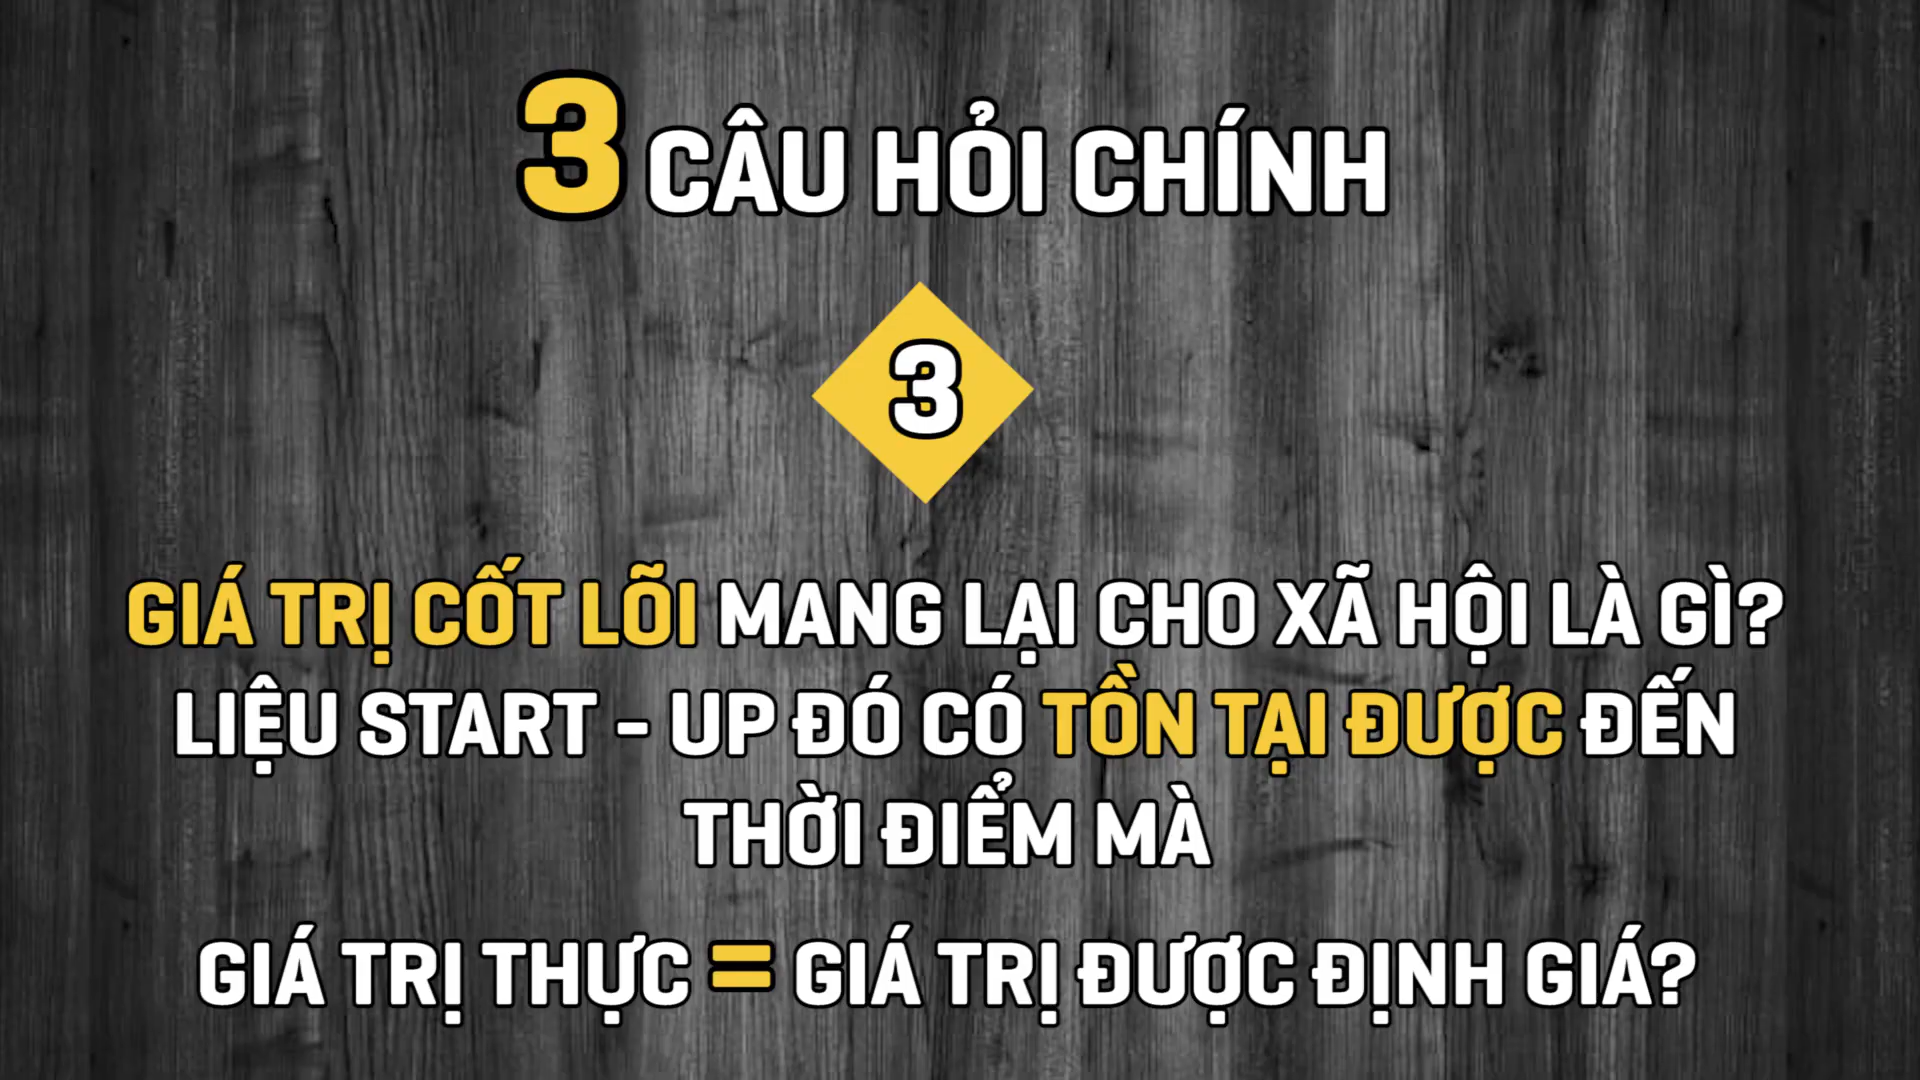 3 CÂU HỎI CHÍNH
3
GIÁ TRỊ CỐT LÕI MANG LẠI CHO XÃ HỘI LÀ GÌ?
LIỆU START - UP ĐÓ CÓ TỒN TẠI ĐƯỢC ĐẾN
THỜI ĐIỂM MÀ
GIÁ TRỊ THỰC = GIÁ TRỊ ĐƯỢC ĐỊNH GIÁ?